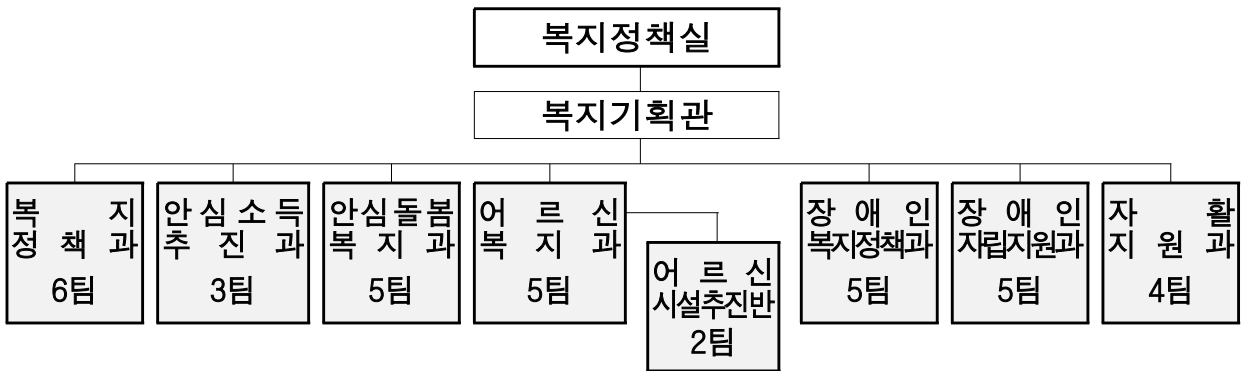 복지정책실
복지기획관
복지
정책과
6팀
안심소득
추진과
3팀
안심돌봄
복지과
5팀
어르신
복지과
5팀
어르신
시설추진반
2팀
장애인
복지정책과
5팀
장애인
자립지원과
5팀
자활
지원과
4팀